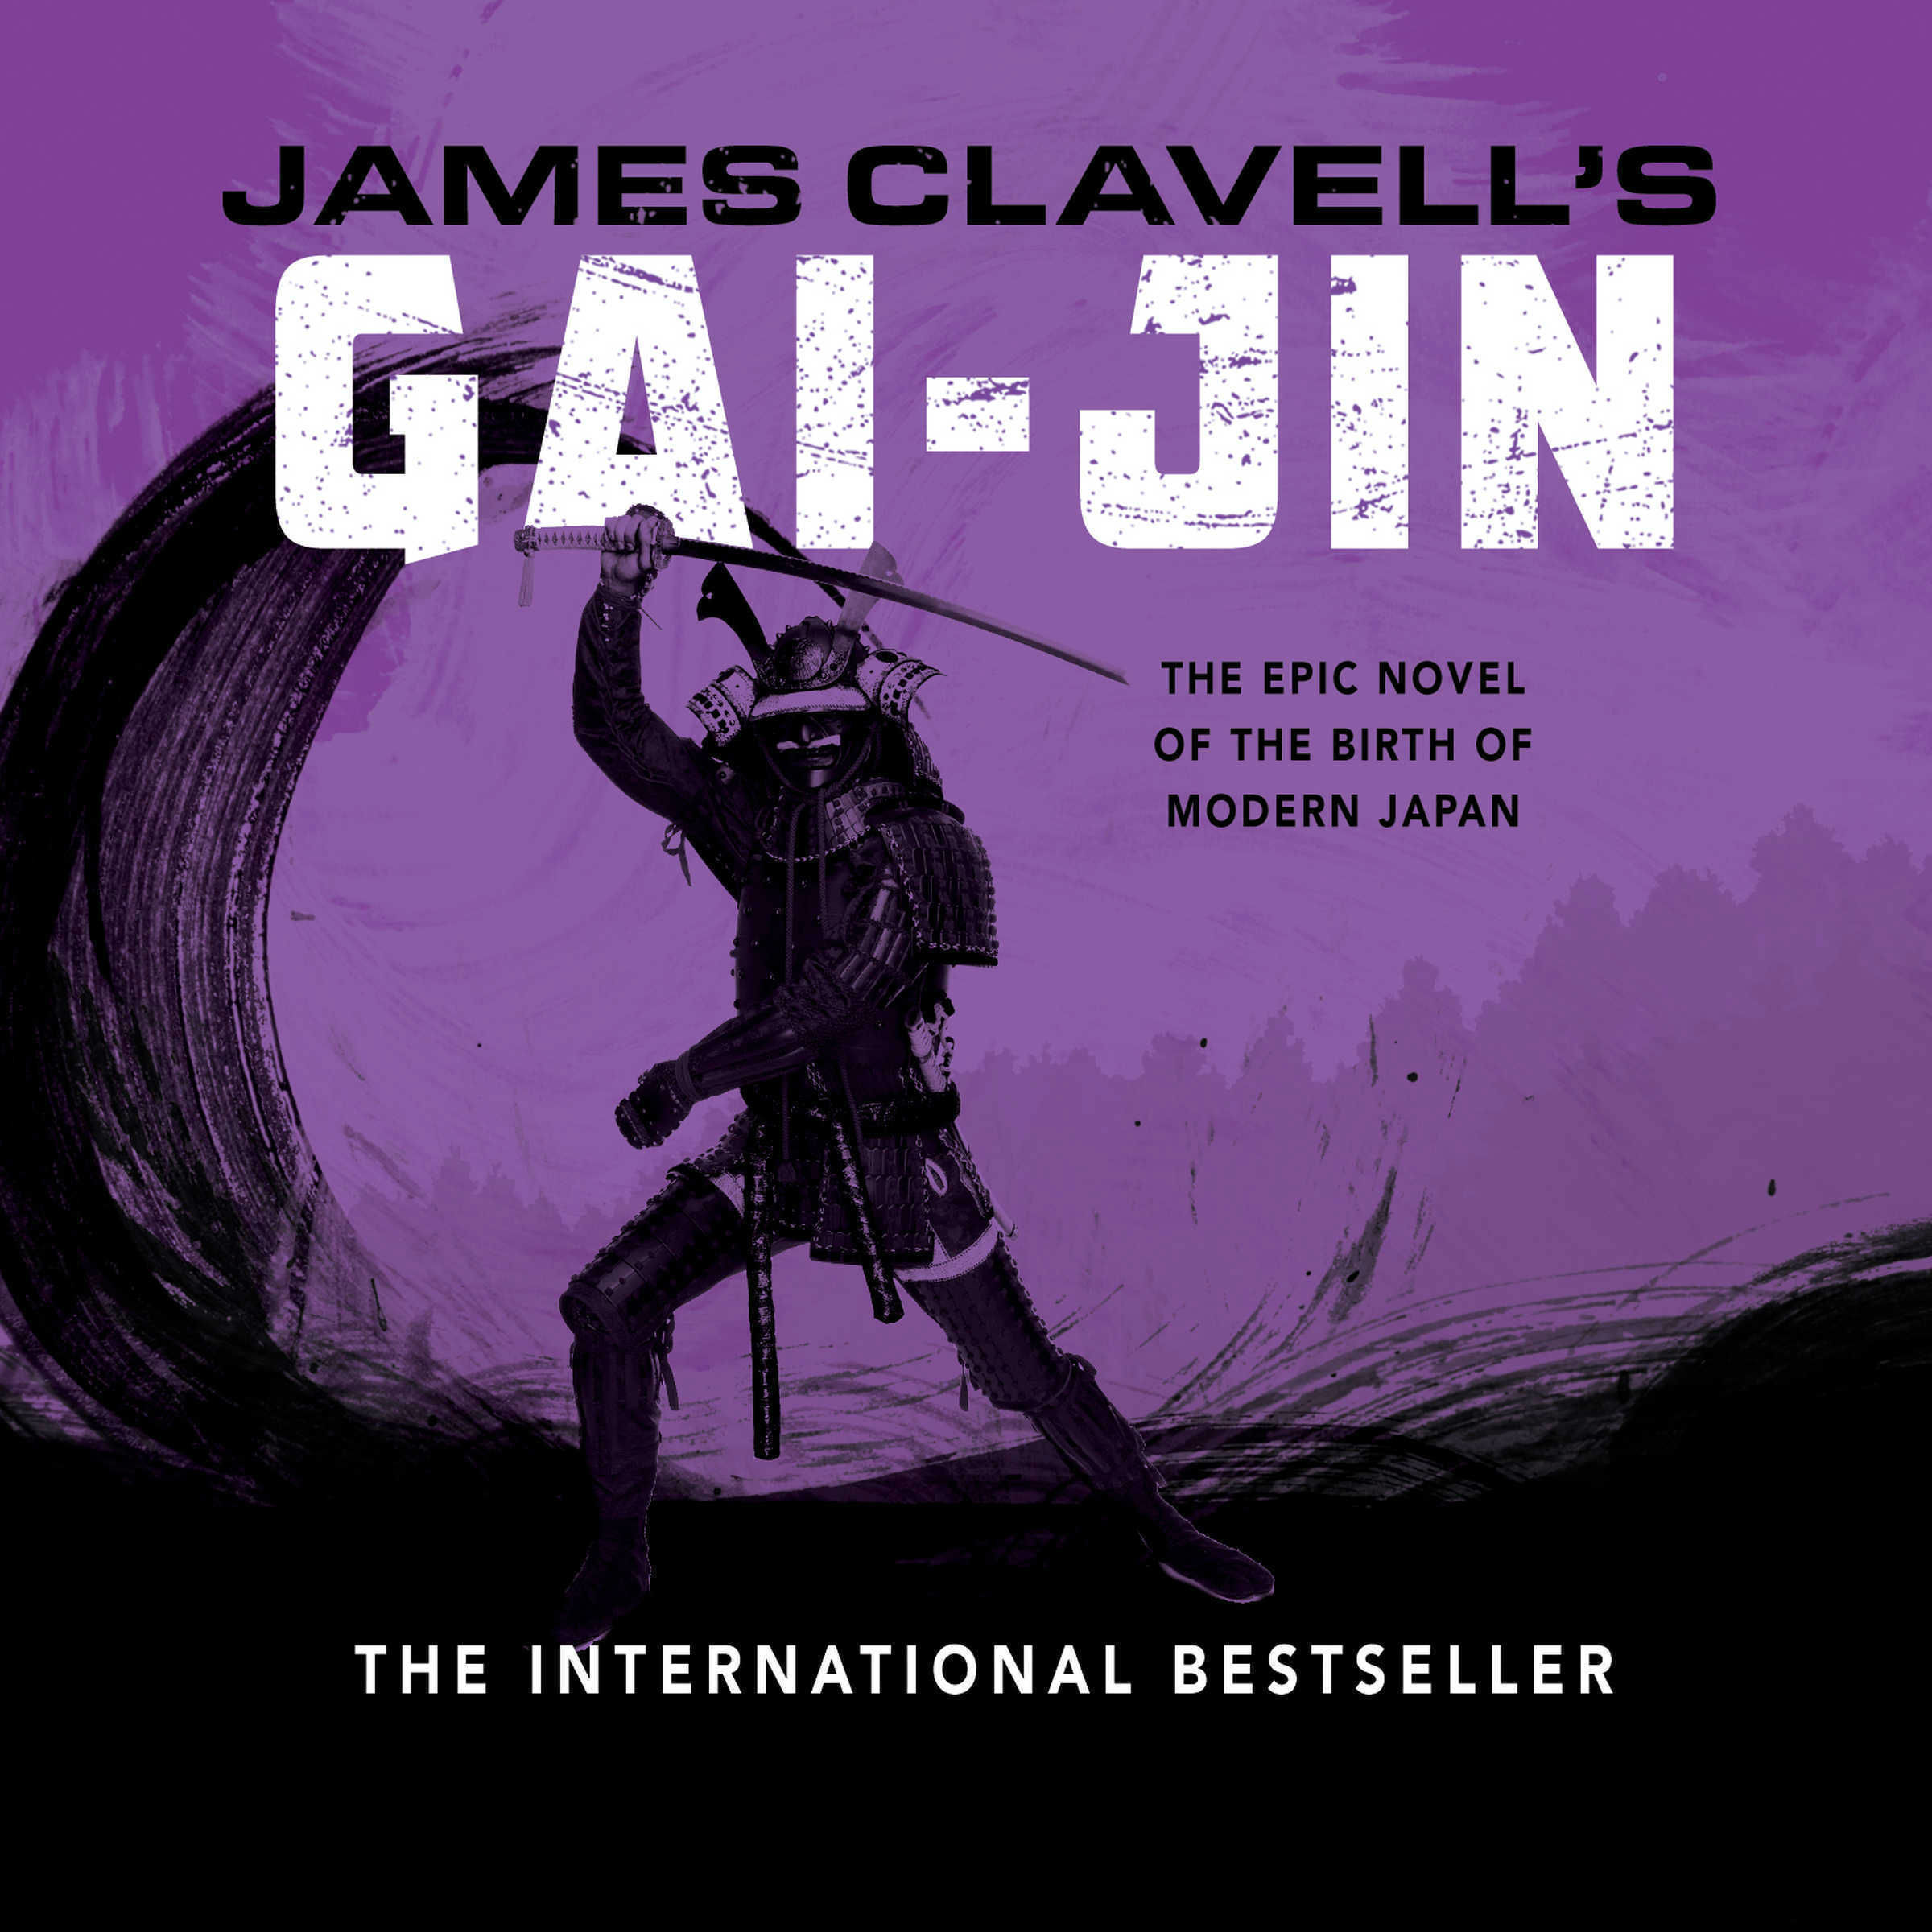 JAMES CLAVELL'S
GAI-JIN
THE EPIC NOVEL
OF THE BIRTH OF
MODERN JAPAN
THE INTERNATIONAL BESTSELLER